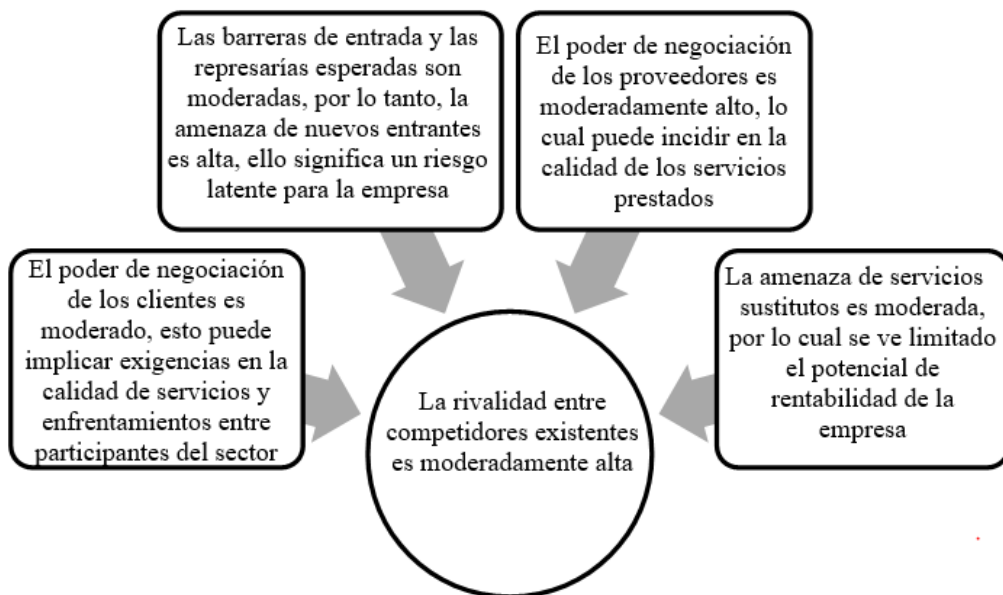 Las barreras de entrada y las
represarías esperadas son
moderadas, por lo tanto, la
amenaza de nuevos entrantes
es alta, ello significa un riesgo
latente para la empresa
El poder de negociación
de los proveedores es
moderadamente alto, lo
cual puede incidir en la
calidad de los servicios
prestados
El poder de negociación
de los clientes es
moderado, esto puede
implicar exigencias en la
calidad de servicios y
enfrentamientos entre
participantes del sector
La amenaza de servicios
sustitutos es moderada,
por lo cual se ve limitado
el potencial de
rentabilidad de la
empresa
La rivalidad entre
competidores existentes
es moderadamente alta